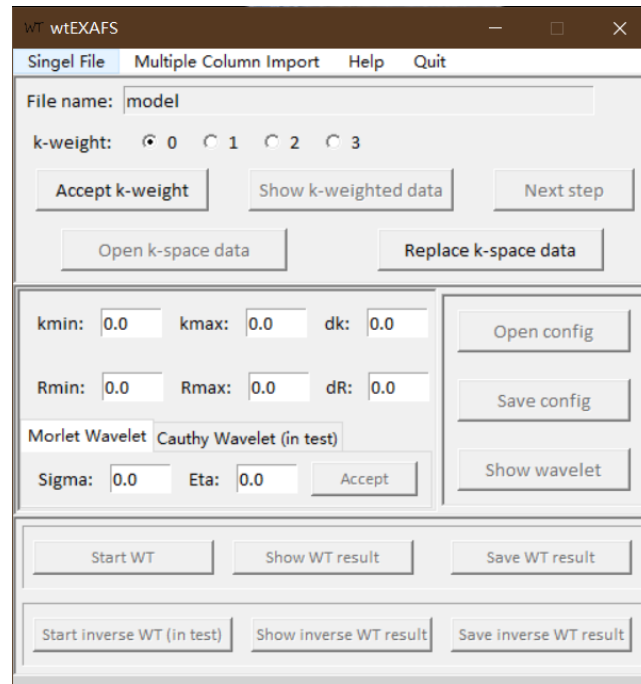 WT wtEXAFS
Singel File Multiple Column Import Help Quit
File name: model
k-weight: 0 1 2 3
Accept k-weight Show k-weighted data Next step
Open k-space data Replace k-space data
kmin: 0.0 kmax: 0.0 dk: 0.0
Open config
Rmin: 0.0 Rmax: 0.0 dR: 0.0
Save config
Morlet Wavelet Cauthy Wavelet (in test)
Sigma: 0.0 Eta: 0.0 Accept
Show wavelet
Start WT Show WT result Save WT result
Start inverse WT (in test) Show inverse WT result Save inverse WT result